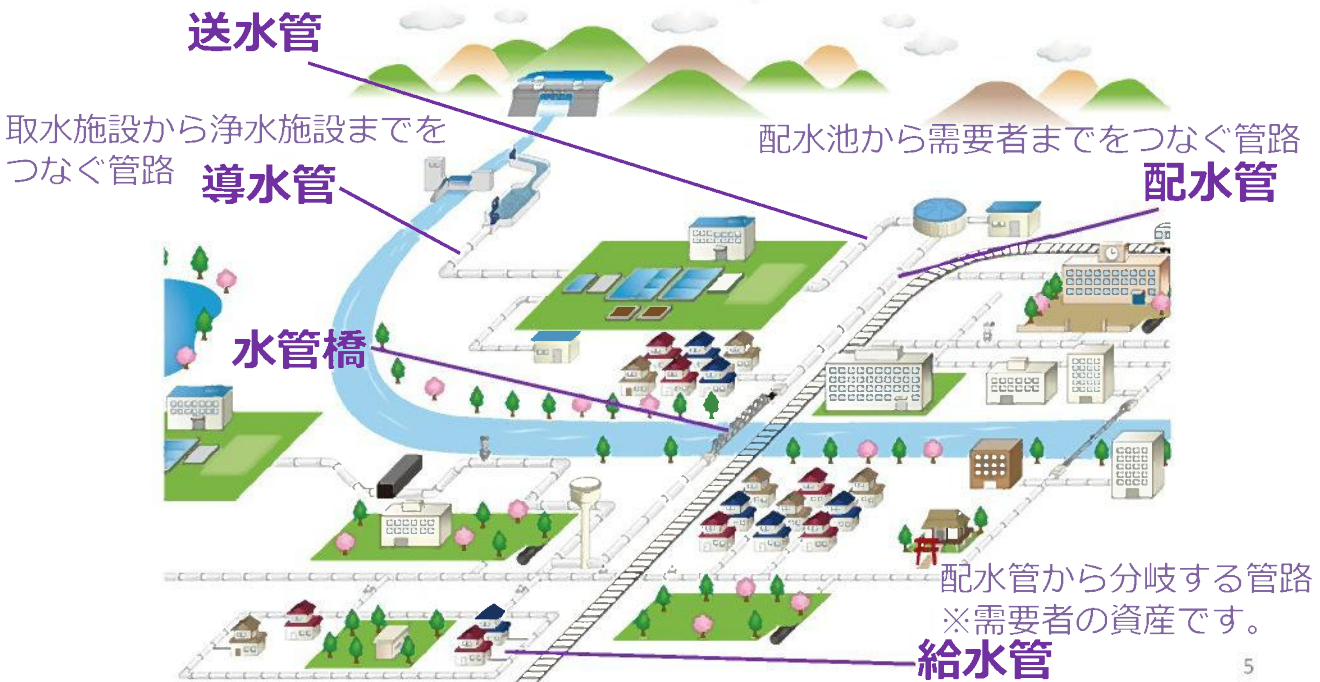 送水管
取水施設から浄水施設までを
つなぐ管路
導水管
配水池から需要者までをつなぐ管路
配水管
水管橋
配水管から分岐する管路
※需要者の資産です。
給水管
5